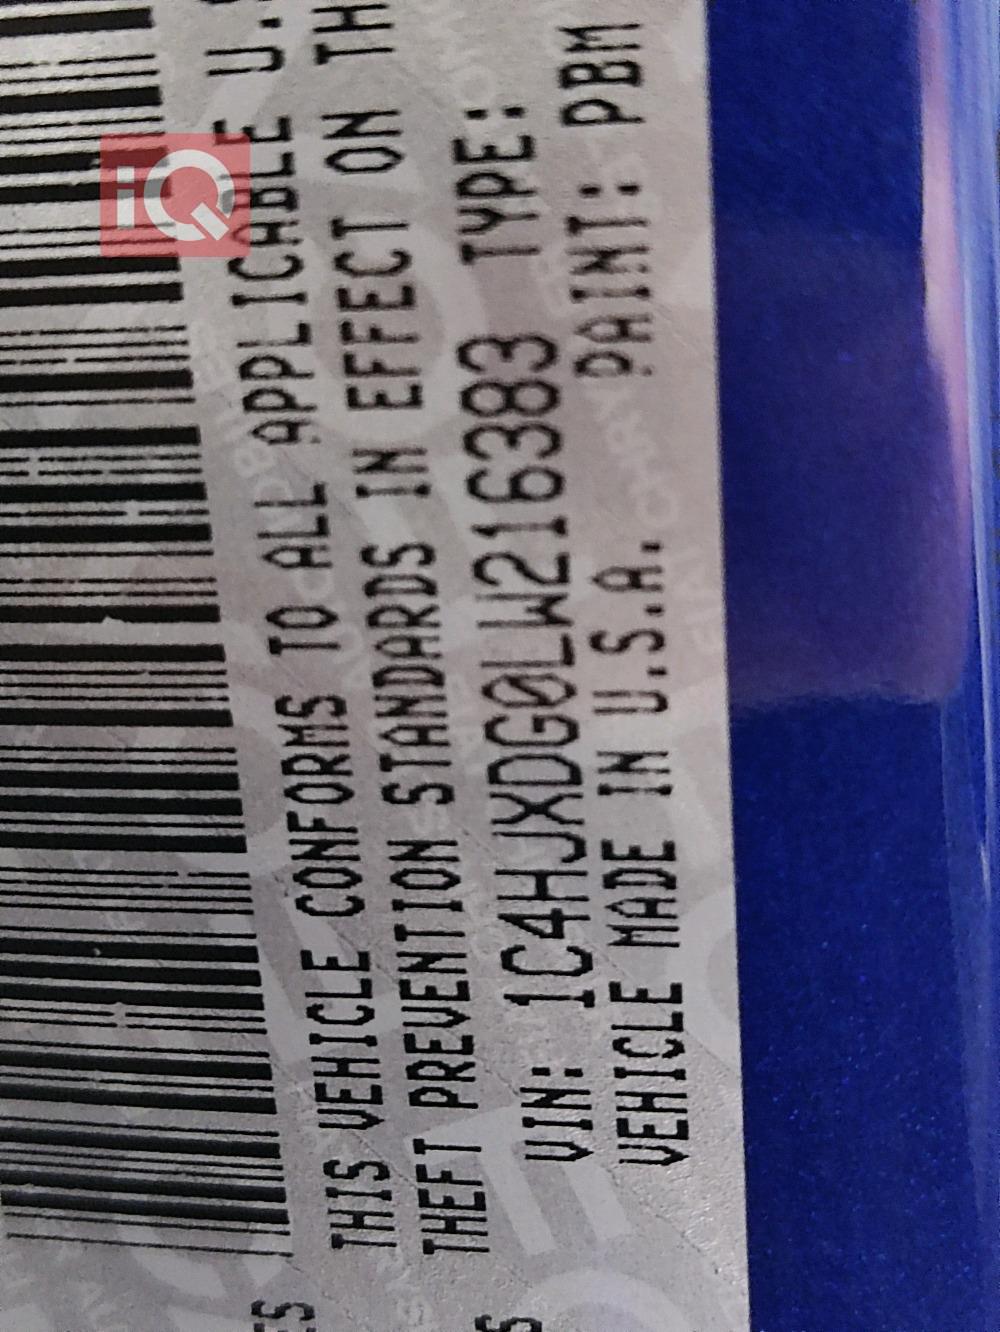 iQ
THIS VEHICLE CONFORMS TO ALL APPLICABLE U.S
THEFT PREVENTION STANDARDS IN EFFECT ON TH
VIN: 1C4HJXDG0LW216383 TYPE:
VEHICLE MADE IN U.S.A. PAINT: PBM